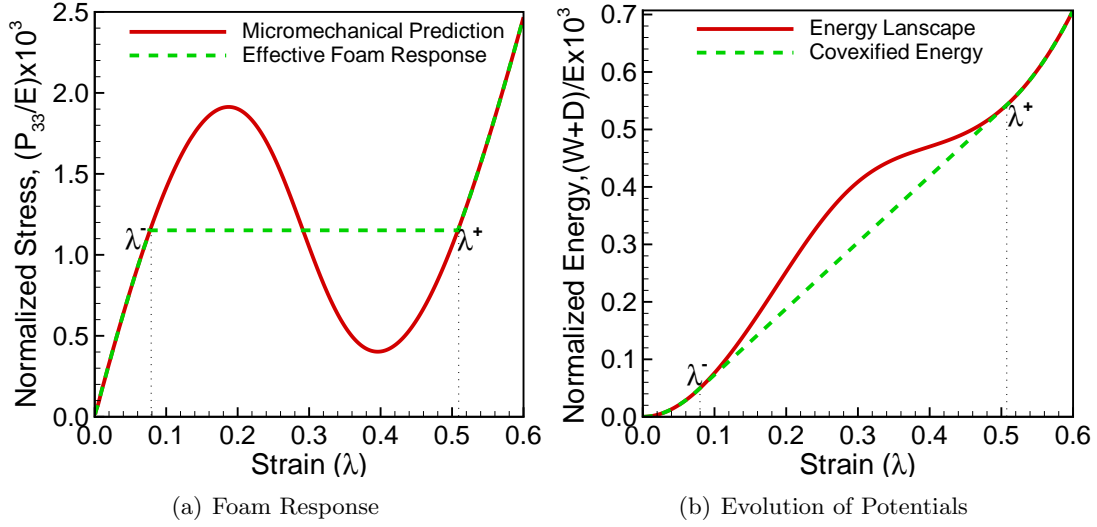 Normalized Stress, (P33/E)x10^3
2.5
2.0
1.5
1.0
0.5
0.0
Micromechanical Prediction
Effective Foam Response
λ-
λ+
0.0 0.1 0.2 0.3 0.4 0.5 0.6
Strain (λ)
(a) Foam Response
Normalized Energy,(W+D)/Ex10^3
0.7
0.6
0.5
0.4
0.3
0.2
0.1
0.0
Energy Lanscape
Covexified Energy
λ+
λ-
0.0 0.1 0.2 0.3 0.4 0.5 0.6
Strain (λ)
(b) Evolution of Potentials